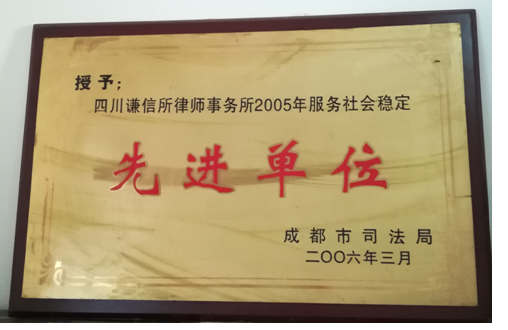 授予：
四川谦信所律师事务所2005年服务社会稳定
先进单位
成都市司法局
二〇〇六年三月